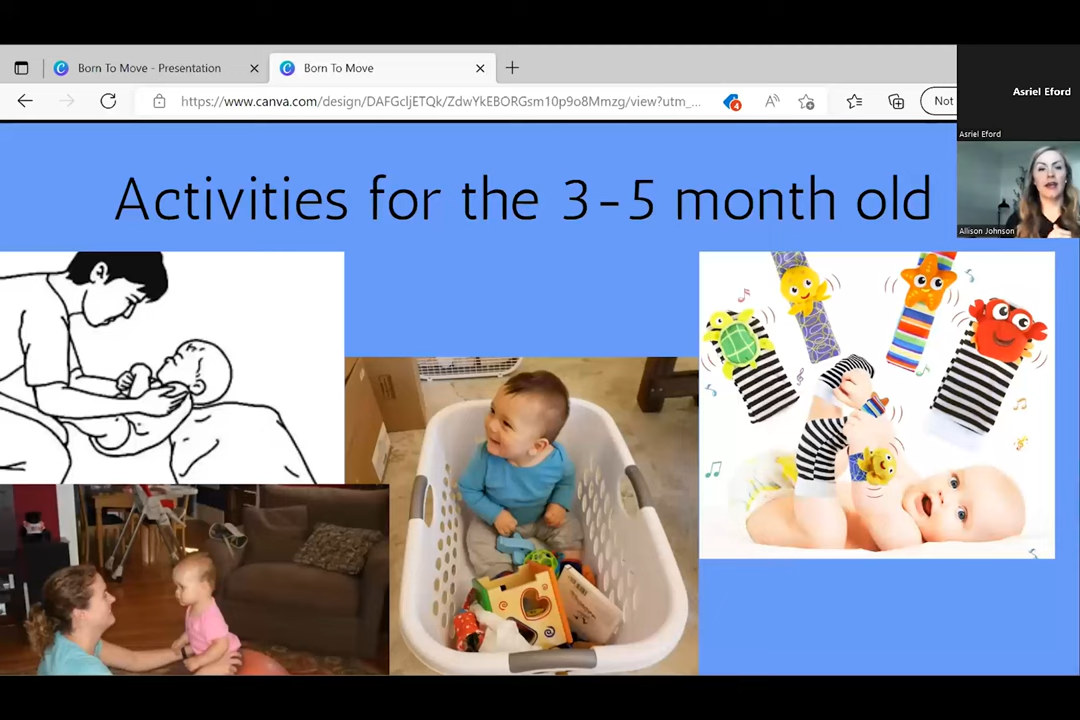 Born To Move - Presentation
Born To Move
https://www.canva.com/design/DAFGcljETQk/ZdwYkEBORGsm10p9o8Mmzg/view?utm_...
4
Not
Asriel Eford
Asriel Eford
Allison Johnson
Activities for the 3-5 month old